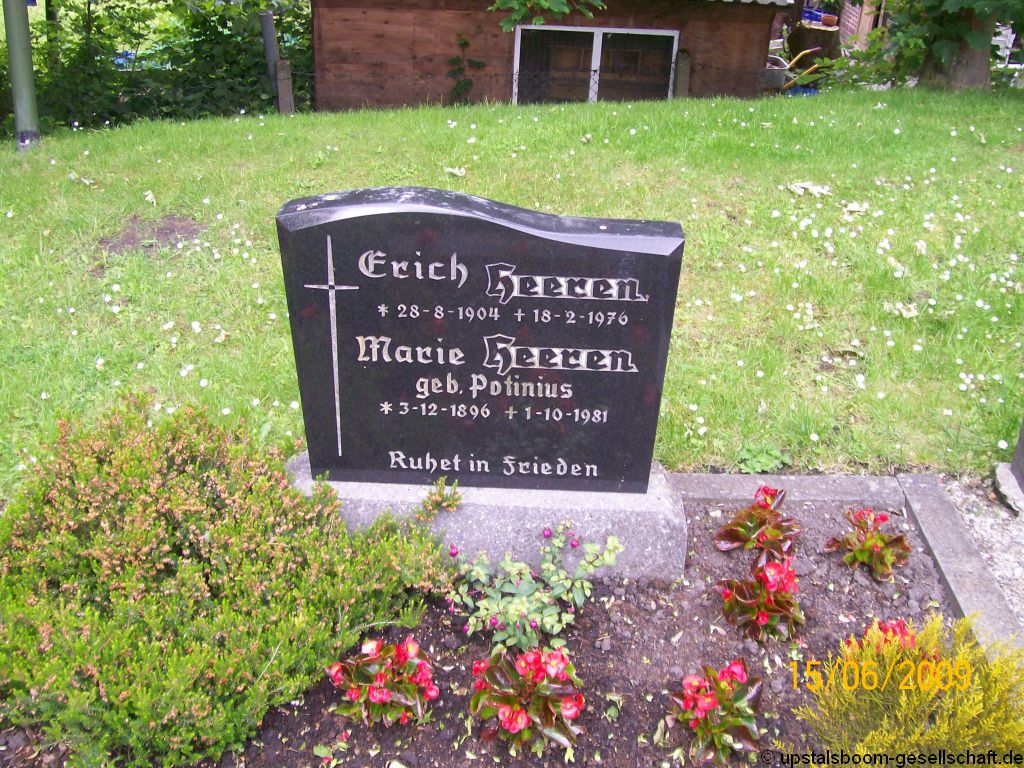 Erich Heeren
* 28-8-1904 + 18-2-1976
Marie Heeren
geb. Potinius
* 3-12-1896 + 1-10-1981
Ruhet in Frieden
15/06/2009
© upstalsboom-gesellschaft.de